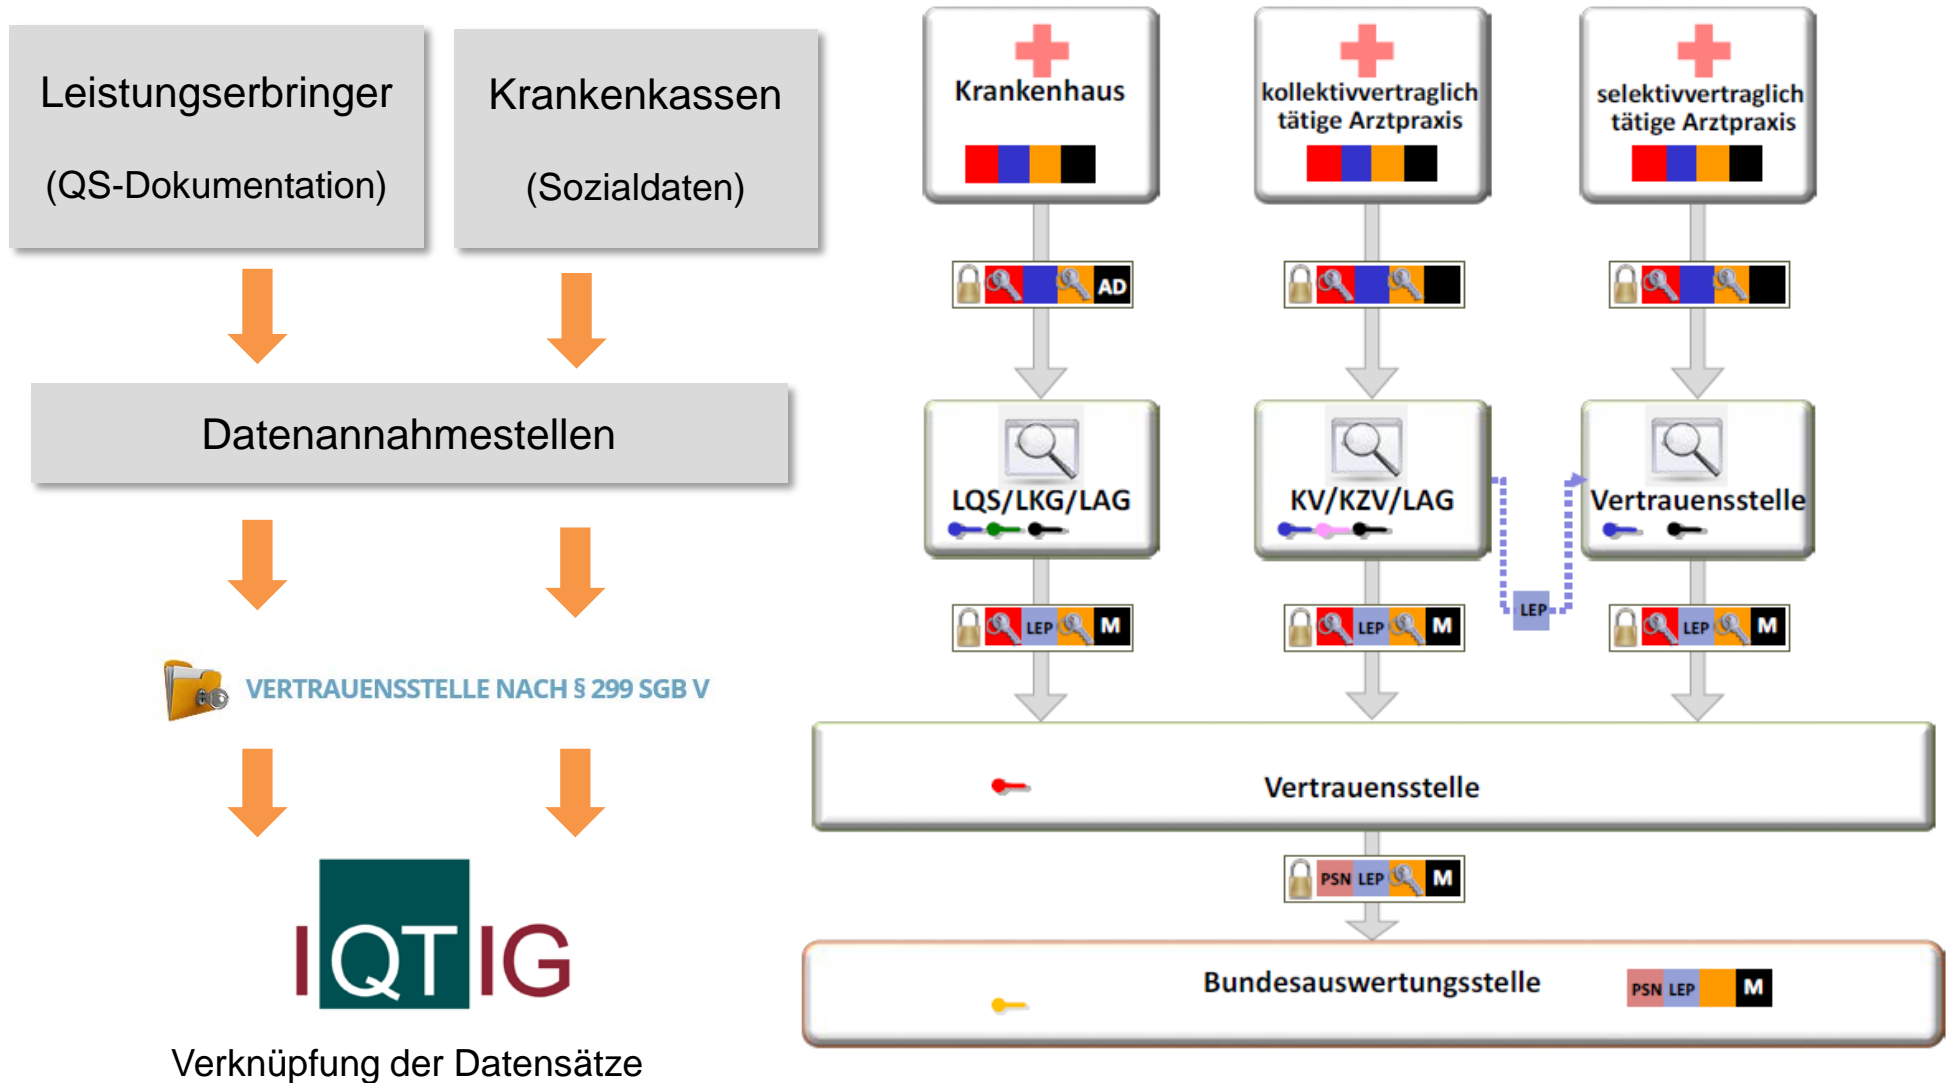 Leistungserbringer
(QS-Dokumentation)
Krankenkassen
(Sozialdaten)
Datenannahmestellen
VERTRAUENSSTELLE NACH § 299 SGB V
IQTIG
Verknüpfung der Datensätze
Krankenhaus
kollektivvertraglich
tätige Arztpraxis
selektivvertraglich
tätige Arztpraxis
AD
LQS/LKG/LAG
KV/KZV/LAG
Vertrauensstelle
LEP
LEP M
LEP M
LEP M
Vertrauensstelle
PSN LEP M
Bundesauswertungsstelle
PSN LEP M